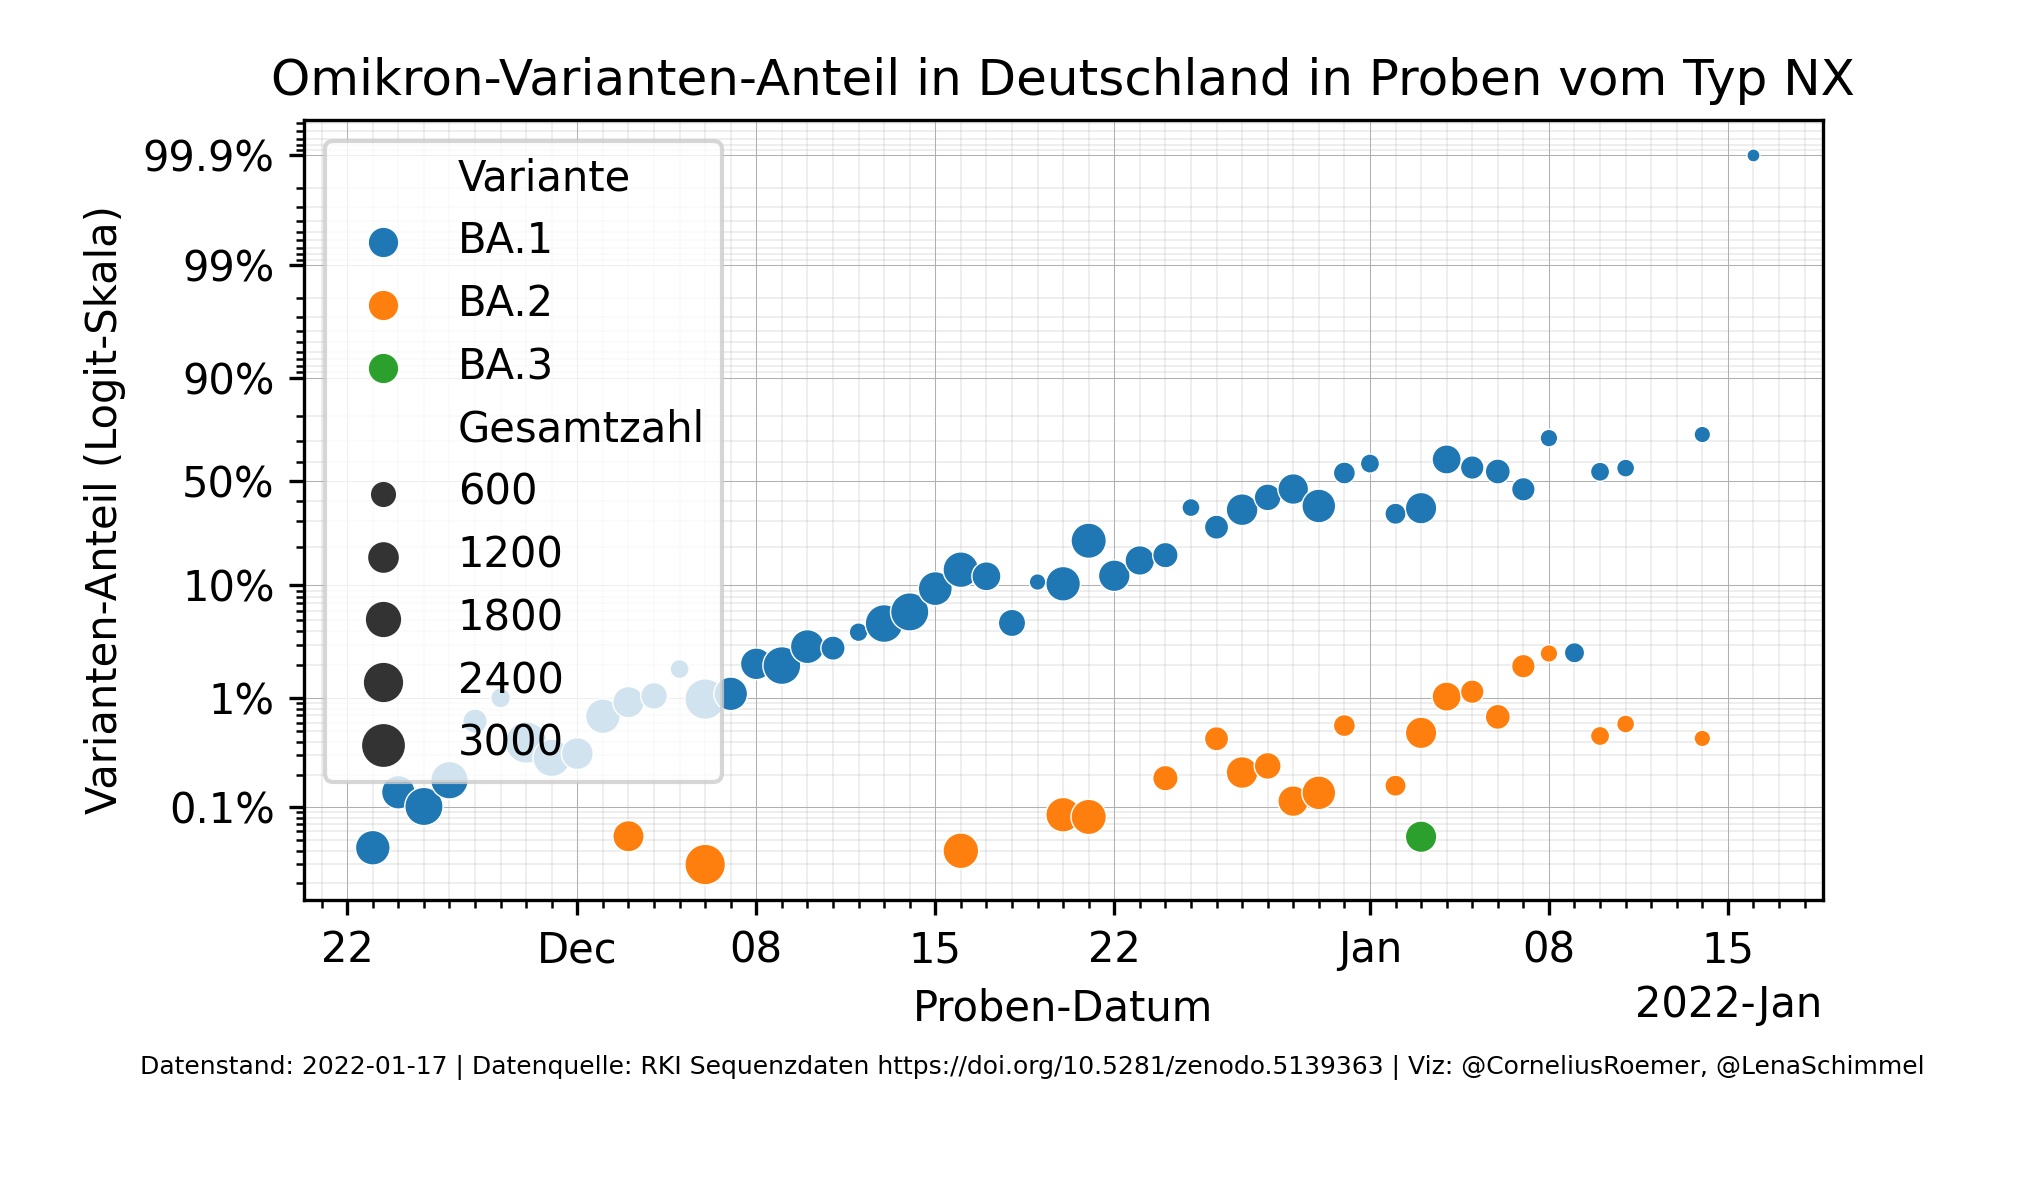 Omikron-Varianten-Anteil in Deutschland in Proben vom Typ NX
Varianten-Anteil (Logit-Skala)
99.9%
99%
90%
50%
10%
1%
0.1%
Variante
BA.1
BA.2
BA.3
Gesamtzahl
600
1200
1800
2400
3000
22 Dec 08 15 22 Jan 08 15
2022-Jan
Proben-Datum
Datenstand: 2022-01-17 | Datenquelle: RKI Sequenzdaten https://doi.org/10.5281/zenodo.5139363 | Viz: @CorneliusRoemer, @LenaSchimmel